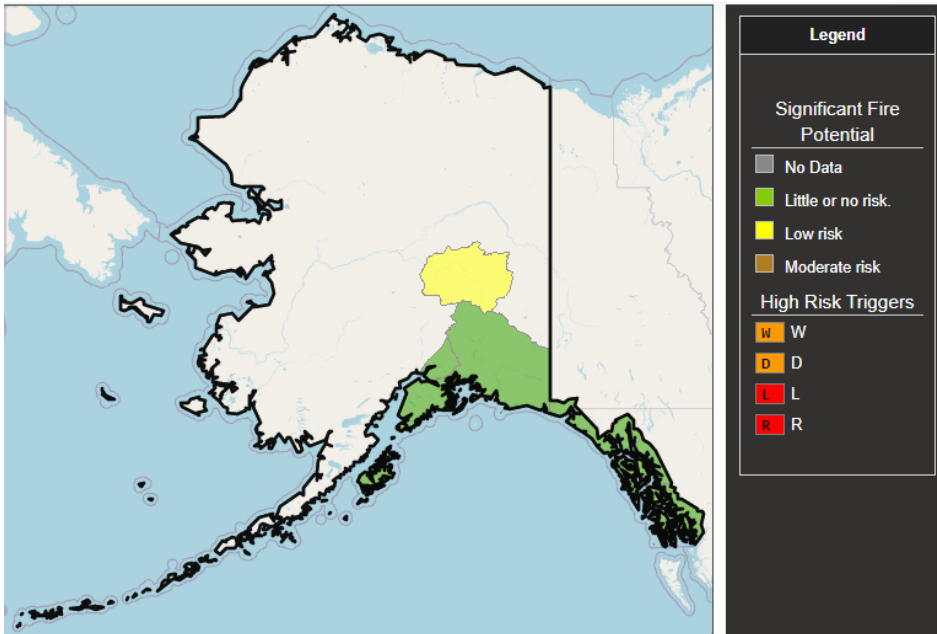 Legend
Significant Fire
Potential
No Data
Little or no risk.
Low risk
Moderate risk
High Risk Triggers
W W
D D
L L
R R